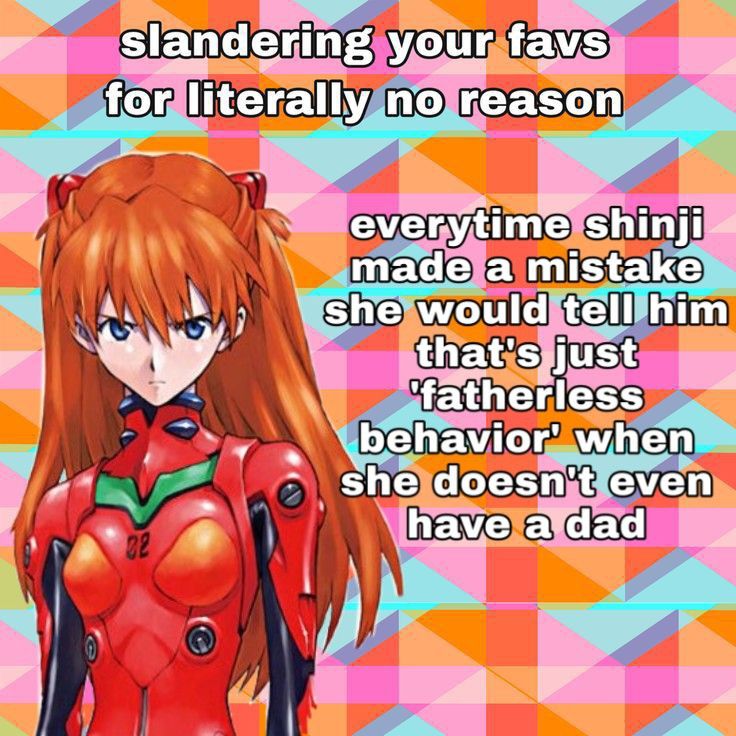 slandering your favs
for literally no reason
everytime shinji
made a mistake
she would tell him
that's just
'fatherless
behavior' when
she doesn't even
have a dad
02